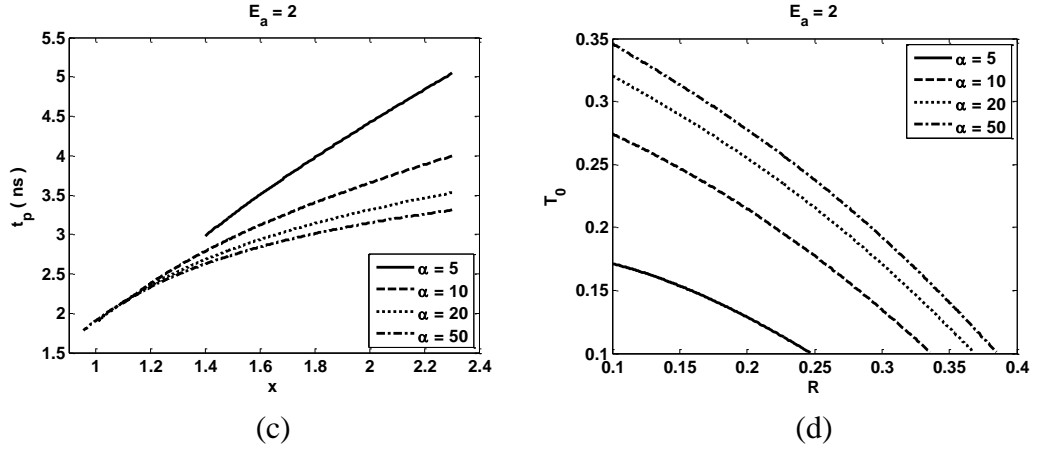 E_a = 2
5.5
5
4.5
4
3.5
3
2.5
2
1.5
t_p ( ns )
1
1.2
1.4
1.6
1.8
2
2.2
2.4
x
α = 5
α = 10
α = 20
α = 50
(c)
E_a = 2
0.35
0.3
0.25
0.2
0.15
0.1
T_0
0.1
0.15
0.2
0.25
0.3
0.35
0.4
R
α = 5
α = 10
α = 20
α = 50
(d)